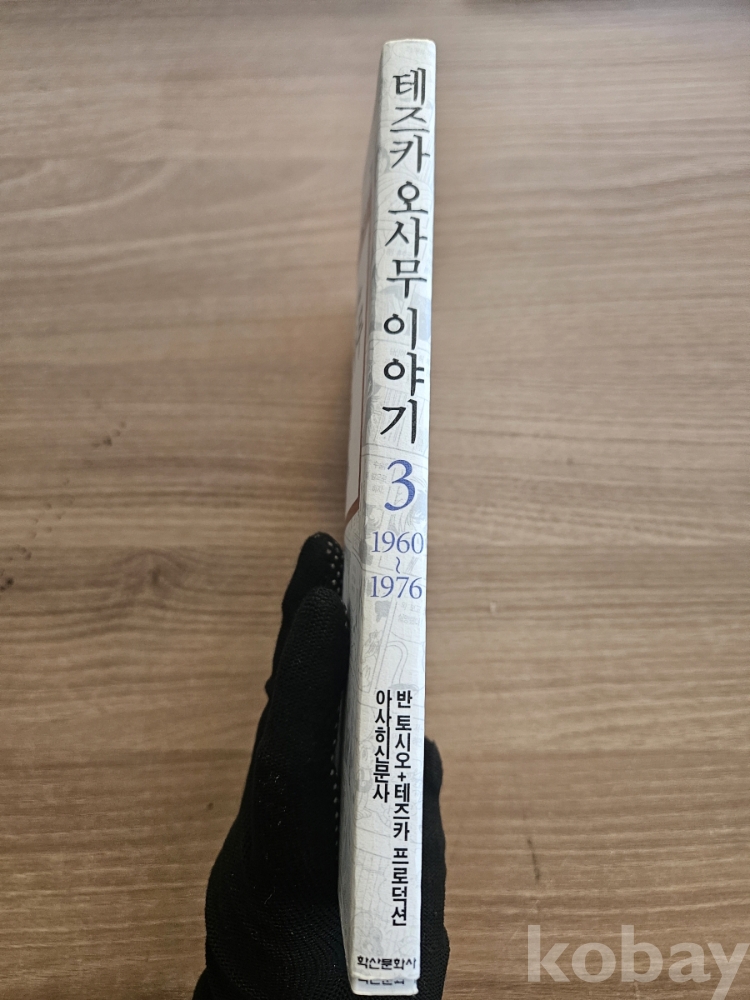 테즈카 오사무 이야기
3
1960
~
1976
반 토시오+테즈카 프로덕션
아사히신문사
학산문화사
kobay